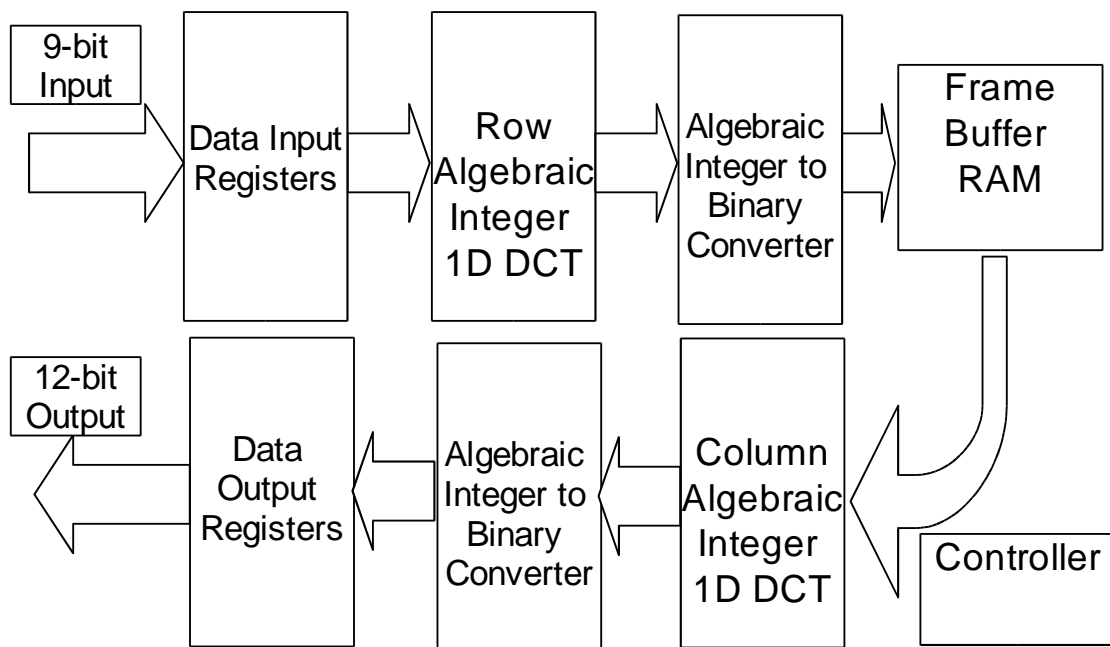 9-bit
Input
Data Input
Registers
Row
Algebraic
Integer
1D DCT
Algebraic
Integer to
Binary
Converter
Frame
Buffer
RAM
12-bit
Output
Data
Output
Registers
Algebraic
Integer to
Binary
Converter
Column
Algebraic
Integer
1D DCT
Controller